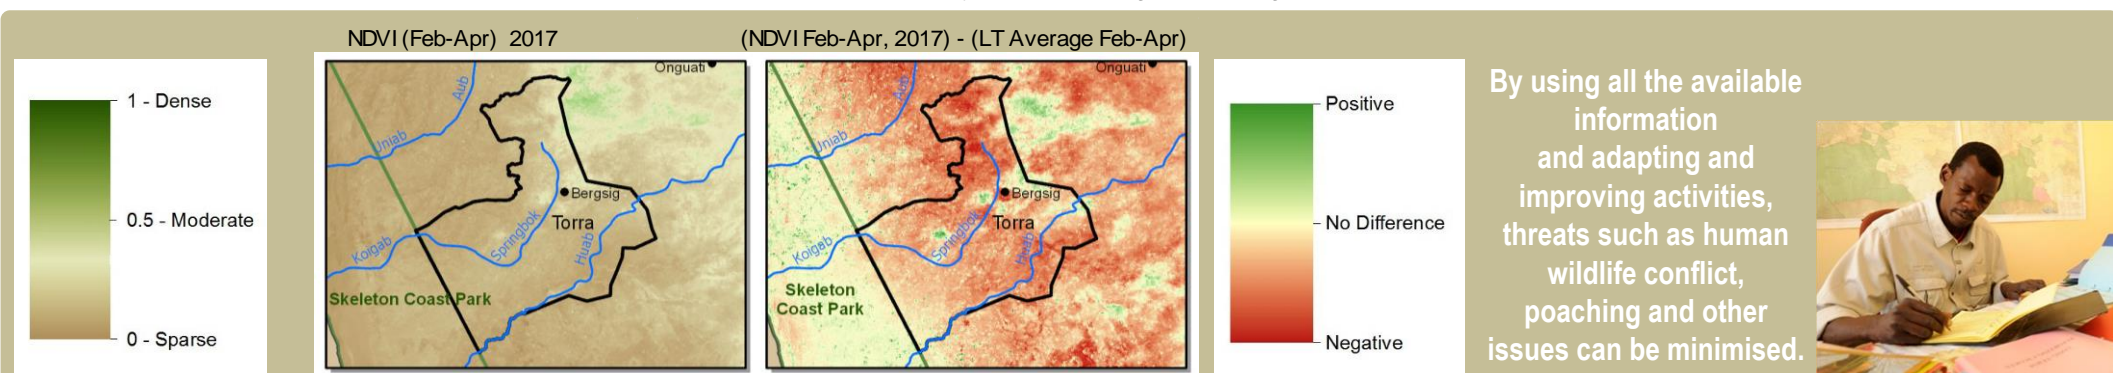 NDVI (Feb-Apr) 2017
(NDVI Feb-Apr, 2017) - (LT Average Feb-Apr)
1 - Dense
0.5 - Moderate
0 - Sparse
Onguati
Aub
Uniab
Bergsig
Torra
Springbok
Huab
Koigab
Skeleton Coast Park
Onguati
Aub
Uniab
Bergsig
Torra
Springbok
Huab
Koigab
Skeleton
Coast Park
Positive
No Difference
Negative
By using all the available
information
and adapting and
improving activities,
threats such as human
wildlife conflict,
poaching and other
issues can be minimised.